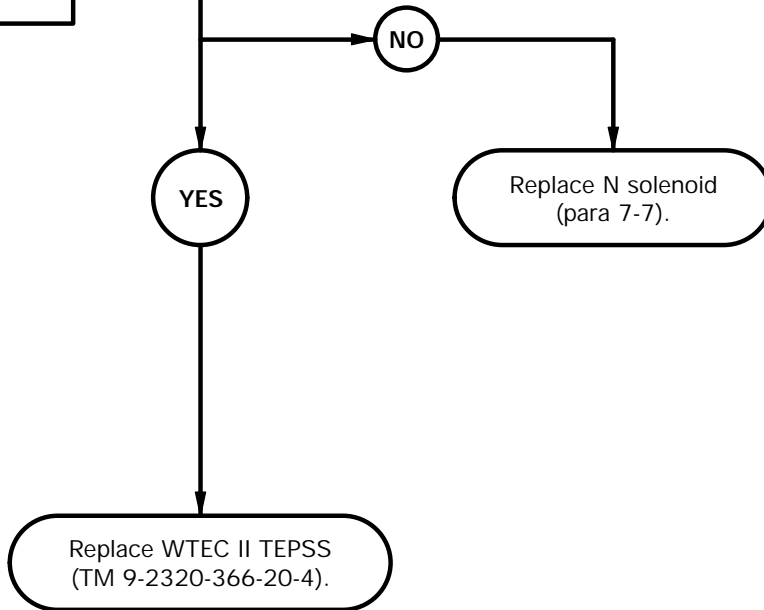 NO
YES
Replace N solenoid
(para 7-7).
Replace WTEC II TEPSS
(TM 9-2320-366-20-4).